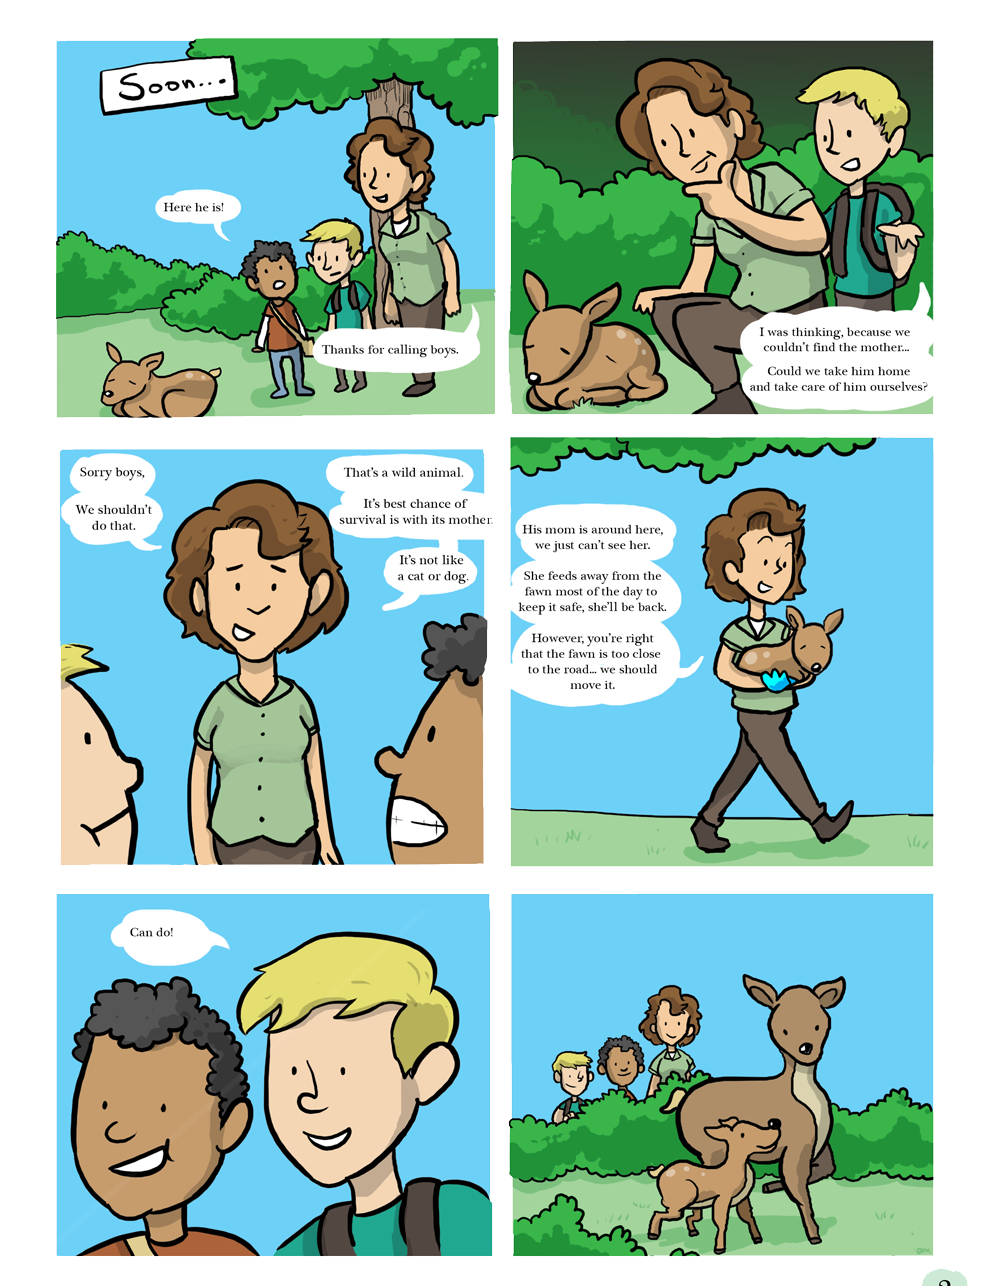 Soon...
Here he is!
Thanks for calling boys.
I was thinking, because we
couldn't find the mother...
Could we take him home
and take care of him ourselves?
Sorry boys,
We shouldn't
do that.
That's a wild animal.
It's best chance of
survival is with its mother.
It's not like
a cat or dog.
His mom is around here,
we just can't see her.
She feeds away from the
fawn most of the day to
keep it safe, she'll be back.
However, you're right
that the fawn is too close
to the road... we should
move it.
Can do!